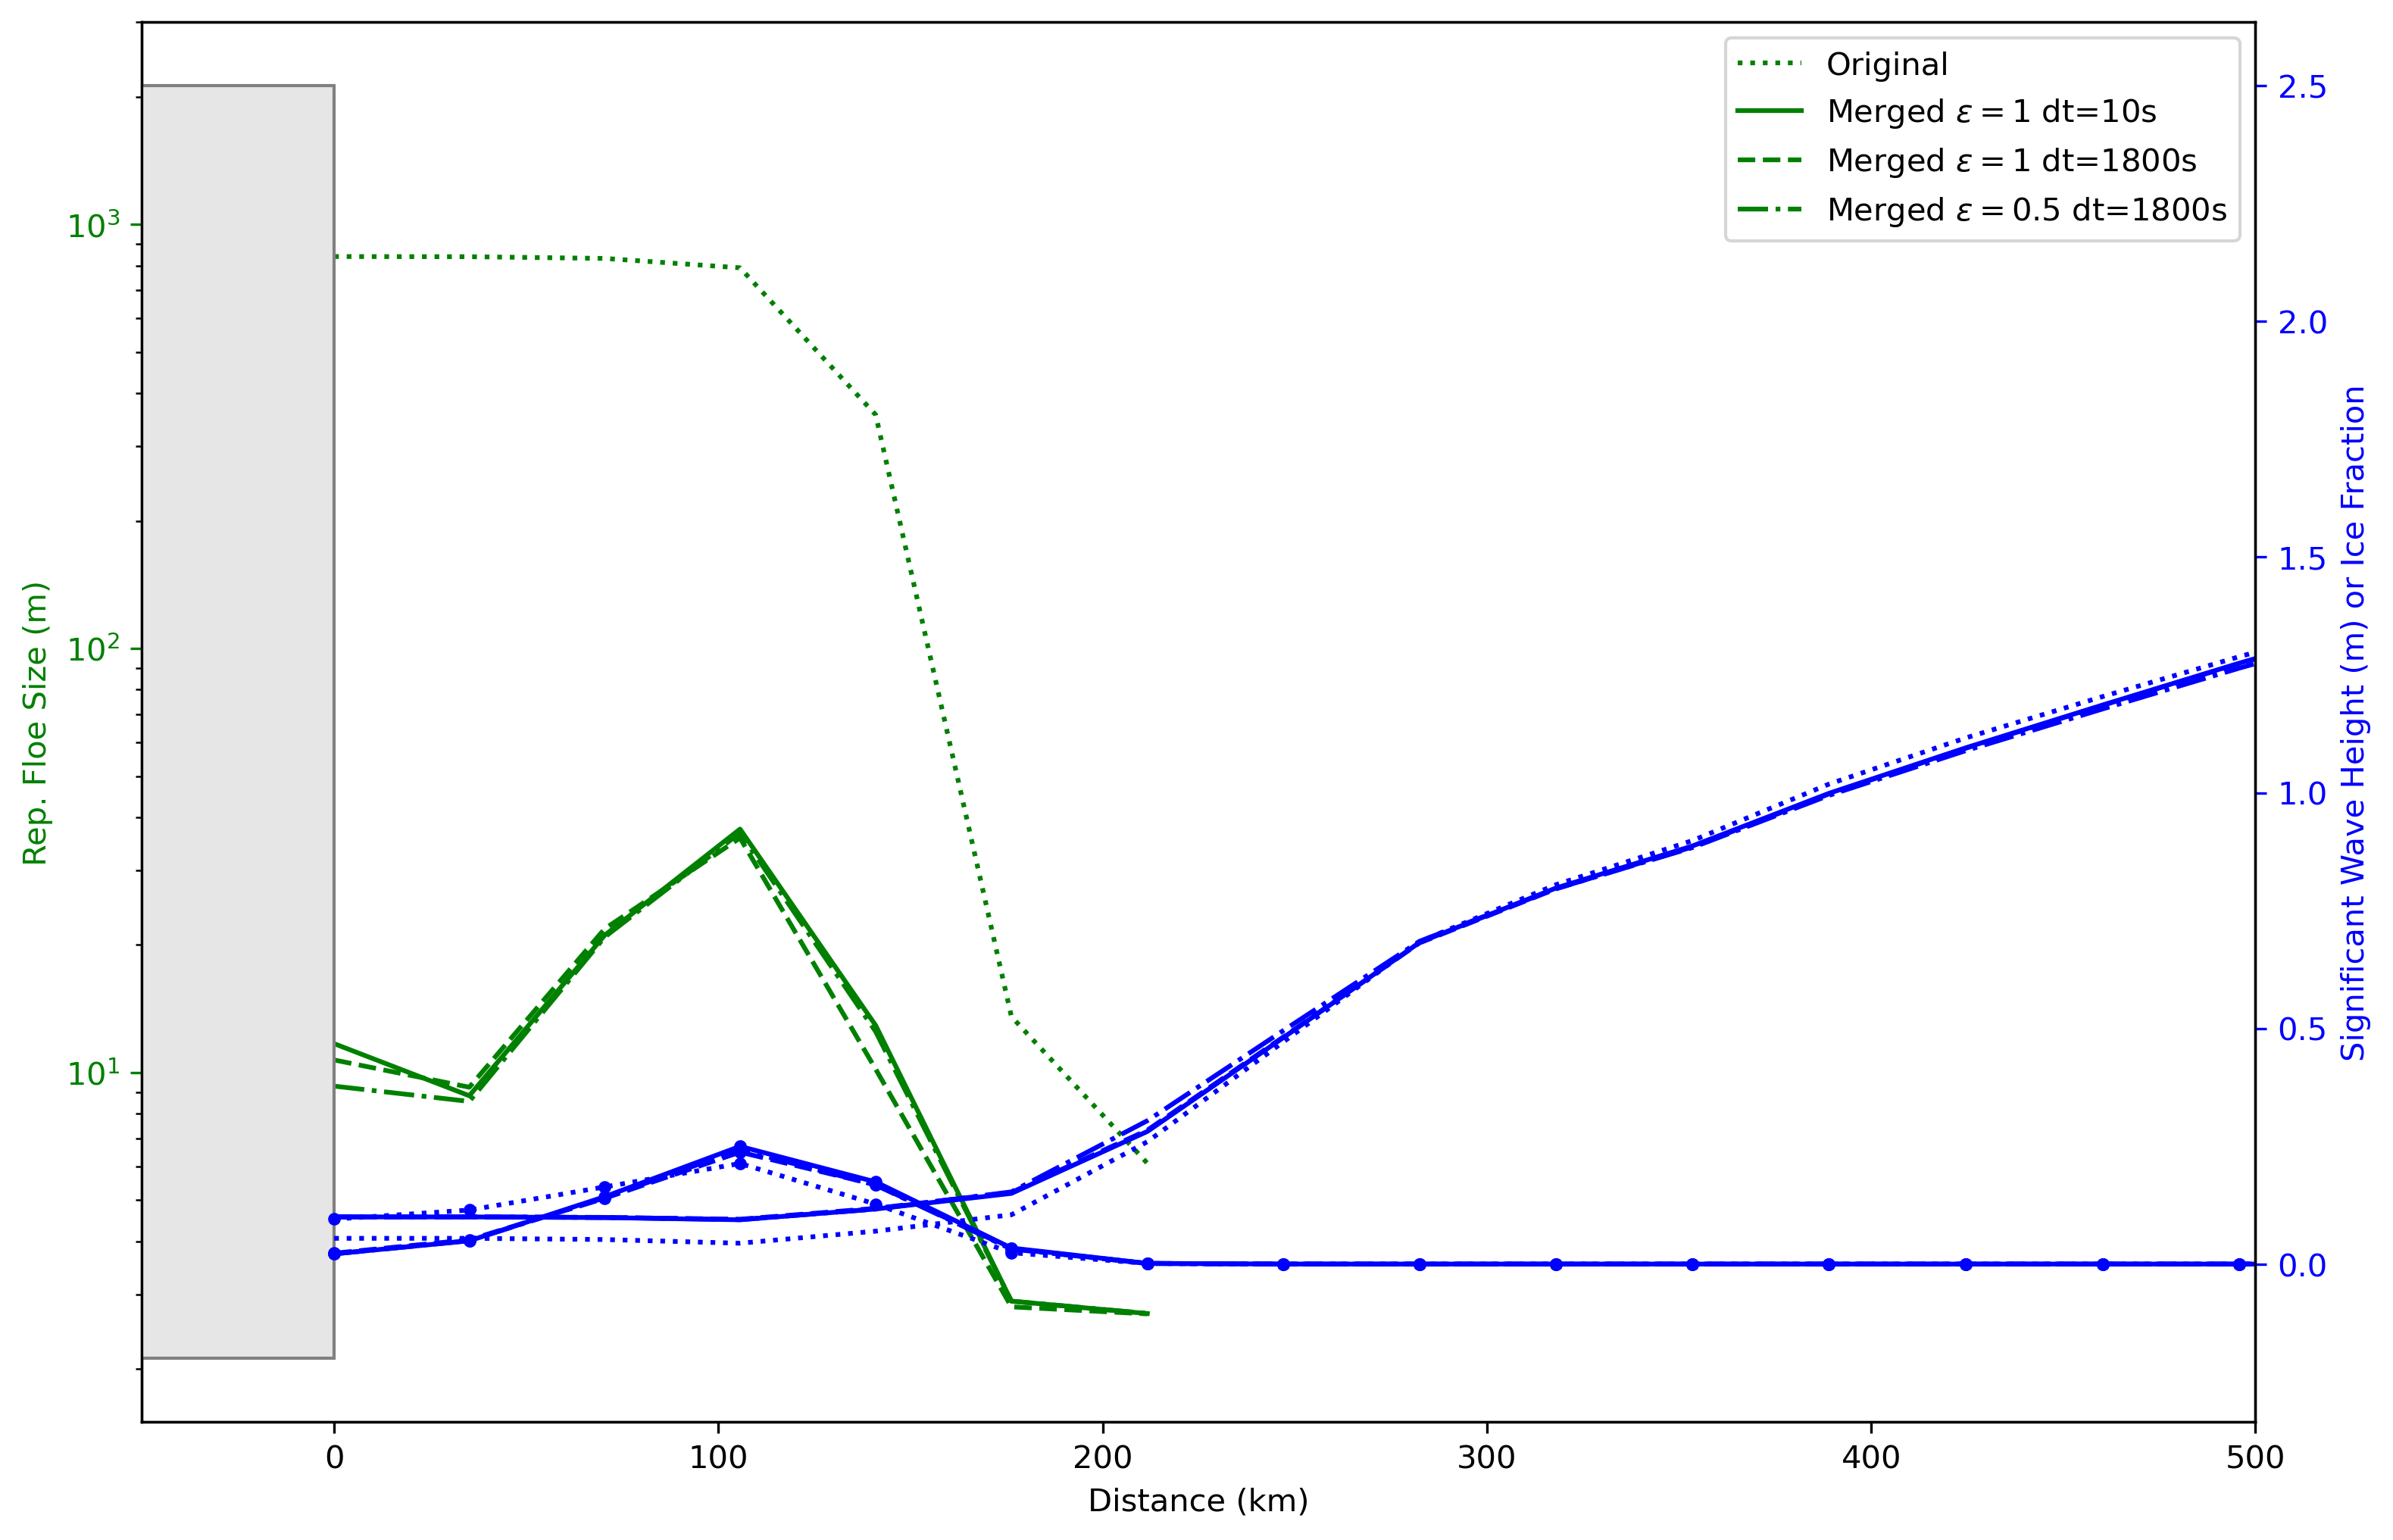 Original
Merged ε = 1 dt=10s
Merged ε = 1 dt=1800s
Merged ε = 0.5 dt=1800s
10³
10²
10¹
Rep. Floe Size (m)
2.5
2.0
1.5
1.0
0.5
0.0
Significant Wave Height (m) or Ice Fraction
0 100 200 300 400 500
Distance (km)